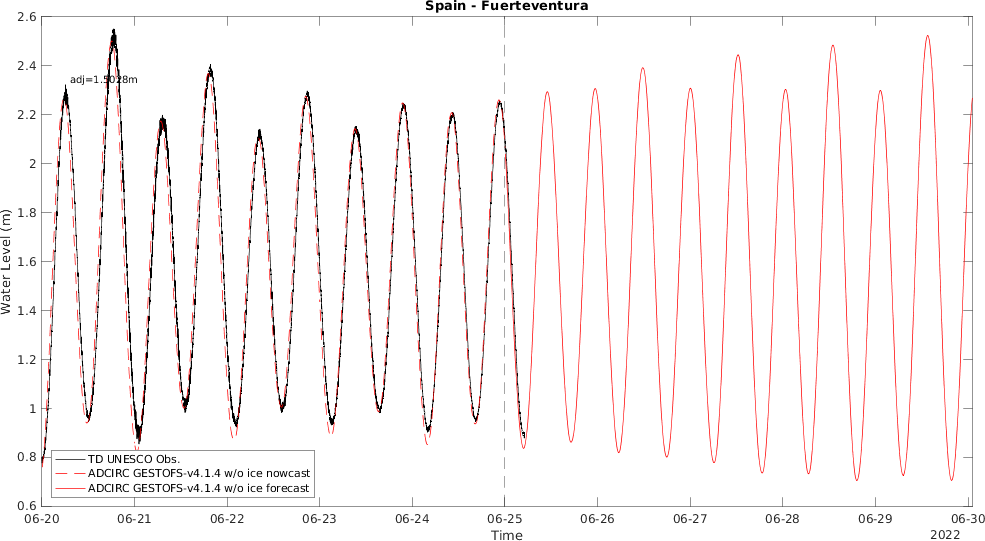 Spain - Fuerteventura
2.6
2.4
adj=1.5028m
2.2
2
1.8
1.6
1.4
1.2
1
0.8
0.6
Water Level (m)
TD UNESCO Obs.
ADCIRC GESTOFS-v4.1.4 w/o ice nowcast
ADCIRC GESTOFS-v4.1.4 w/o ice forecast
06-20 06-21 06-22 06-23 06-24 06-25 06-26 06-27 06-28 06-29 06-30
Time
2022